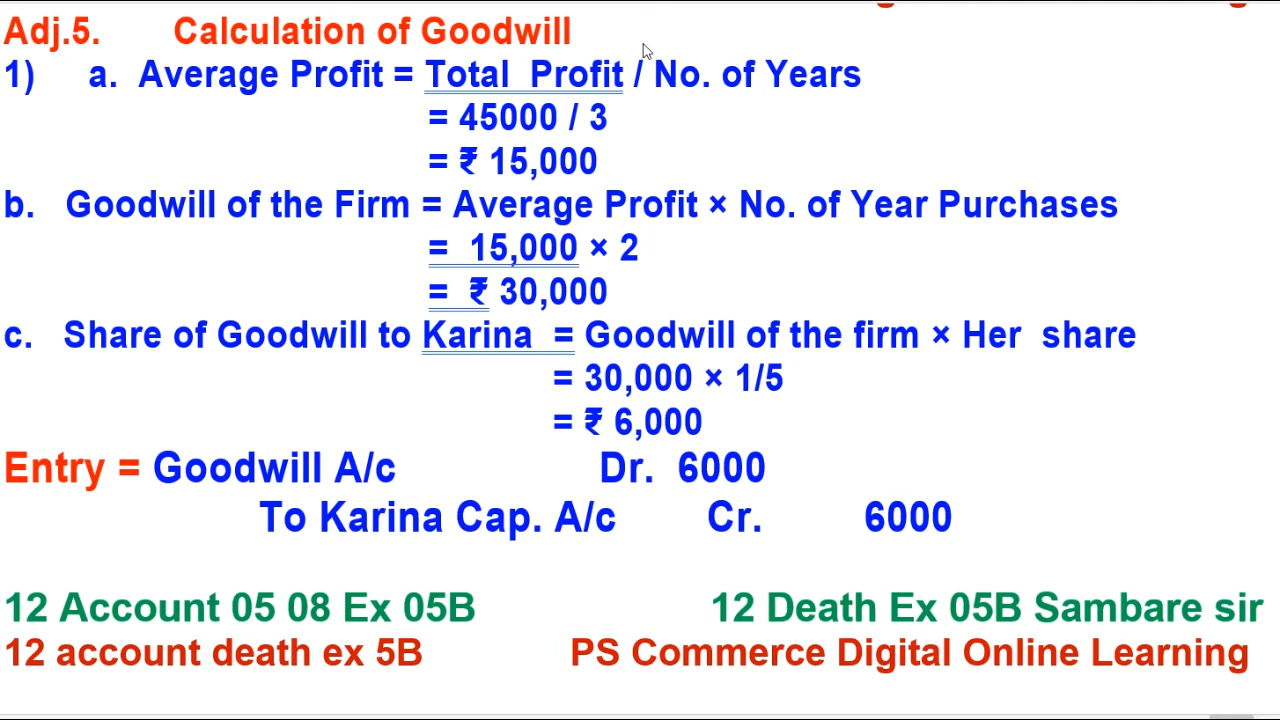 Adj.5. Calculation of Goodwill
1) a. Average Profit = Total Profit / No. of Years
= 45000 / 3
= ₹ 15,000
b. Goodwill of the Firm = Average Profit × No. of Year Purchases
= 15,000 × 2
= ₹ 30,000
c. Share of Goodwill to Karina = Goodwill of the firm × Her share
= 30,000 × 1/5
= ₹ 6,000
Entry = Goodwill A/c Dr. 6000
To Karina Cap. A/c Cr. 6000
12 Account 05 08 Ex 05B 12 Death Ex 05B Sambare sir
12 account death ex 5B PS Commerce Digital Online Learning